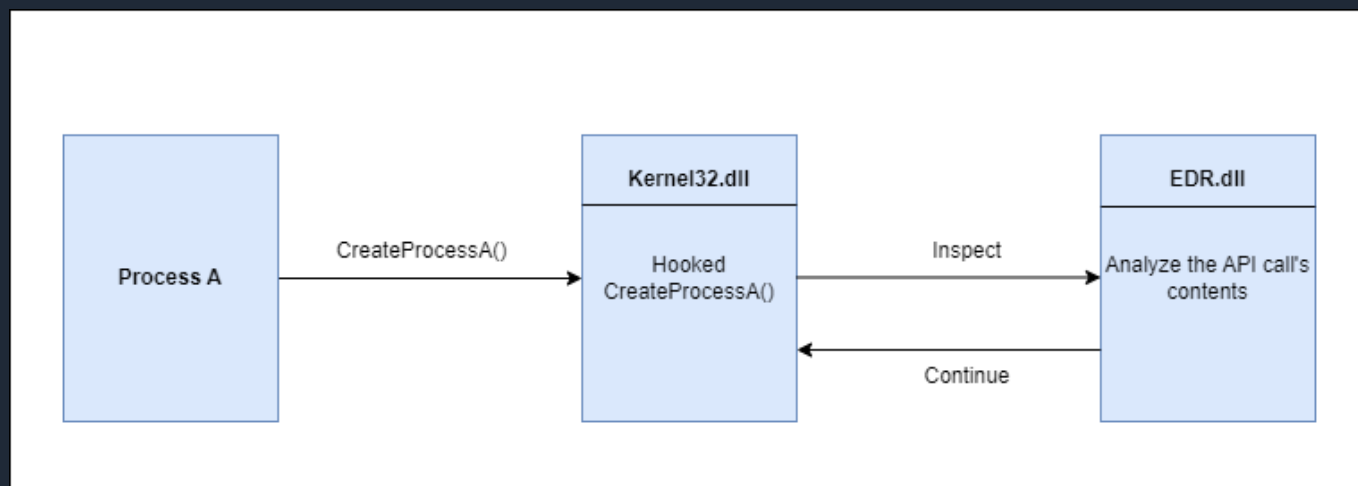 Process A
CreateProcessA()
Kernel32.dll
Hooked
CreateProcessA()
Inspect
Continue
EDR.dll
Analyze the API call's
contents